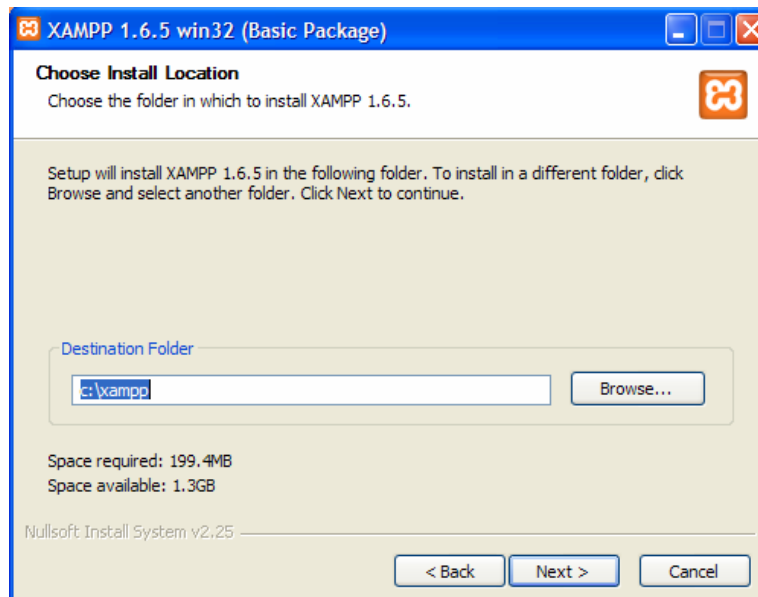 XAMPP 1.6.5 win32 (Basic Package)
Choose Install Location
Choose the folder in which to install XAMPP 1.6.5.
Setup will install XAMPP 1.6.5 in the following folder. To install in a different folder, click
Browse and select another folder. Click Next to continue.
Destination Folder
c:\xampp
Browse...
Space required: 199.4MB
Space available: 1.3GB
Nullsoft Install System v2.25
< Back
Next >
Cancel